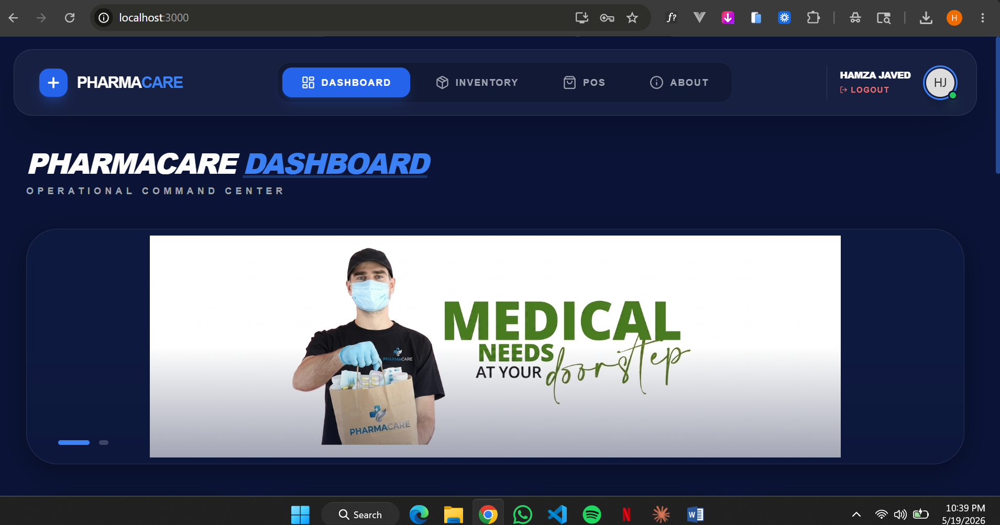 localhost:3000
f?
H
PHARMACARE
DASHBOARD
INVENTORY
POS
ABOUT
HAMZA JAVED
LOGOUT
HJ
PHARMACARE DASHBOARD
OPERATIONAL COMMAND CENTER
MEDICAL
NEEDS
AT YOUR doorstep
PHARMACARE
PHARMACARE
Search
N
W
10:39 PM
5/19/2026